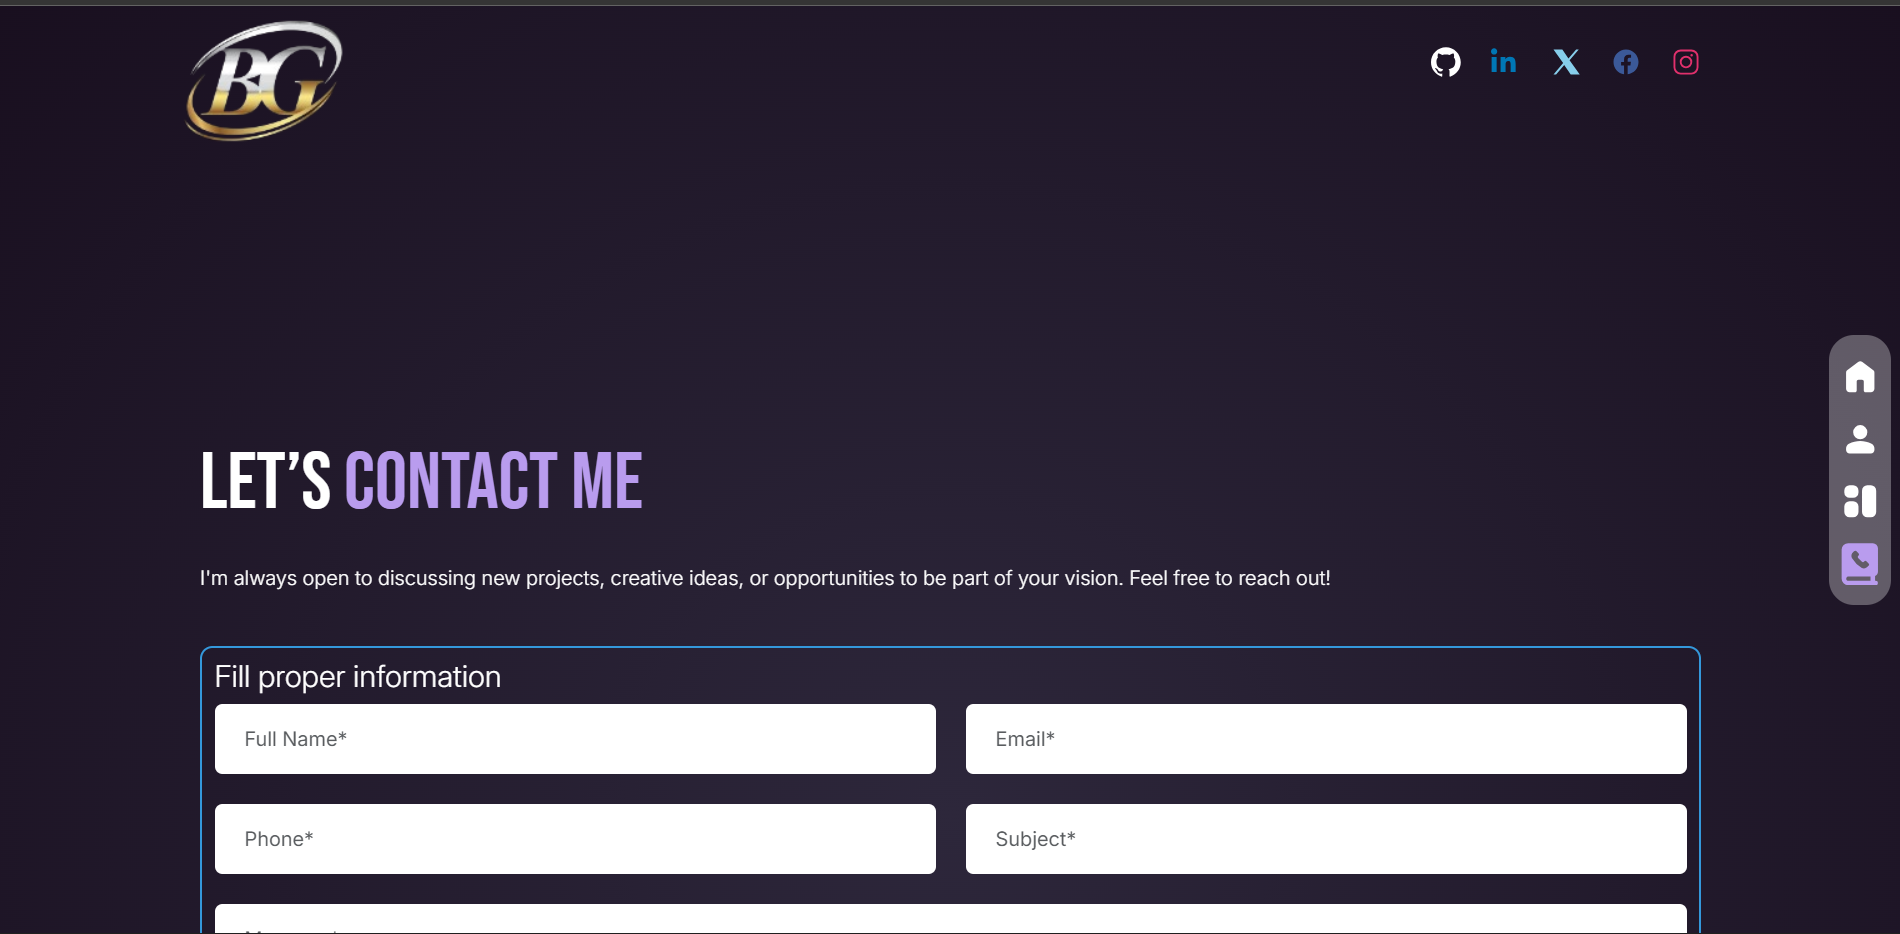 BG
LET’S CONTACT ME
I'm always open to discussing new projects, creative ideas, or opportunities to be part of your vision. Feel free to reach out!
Fill proper information
Full Name*
Email*
Phone*
Subject*